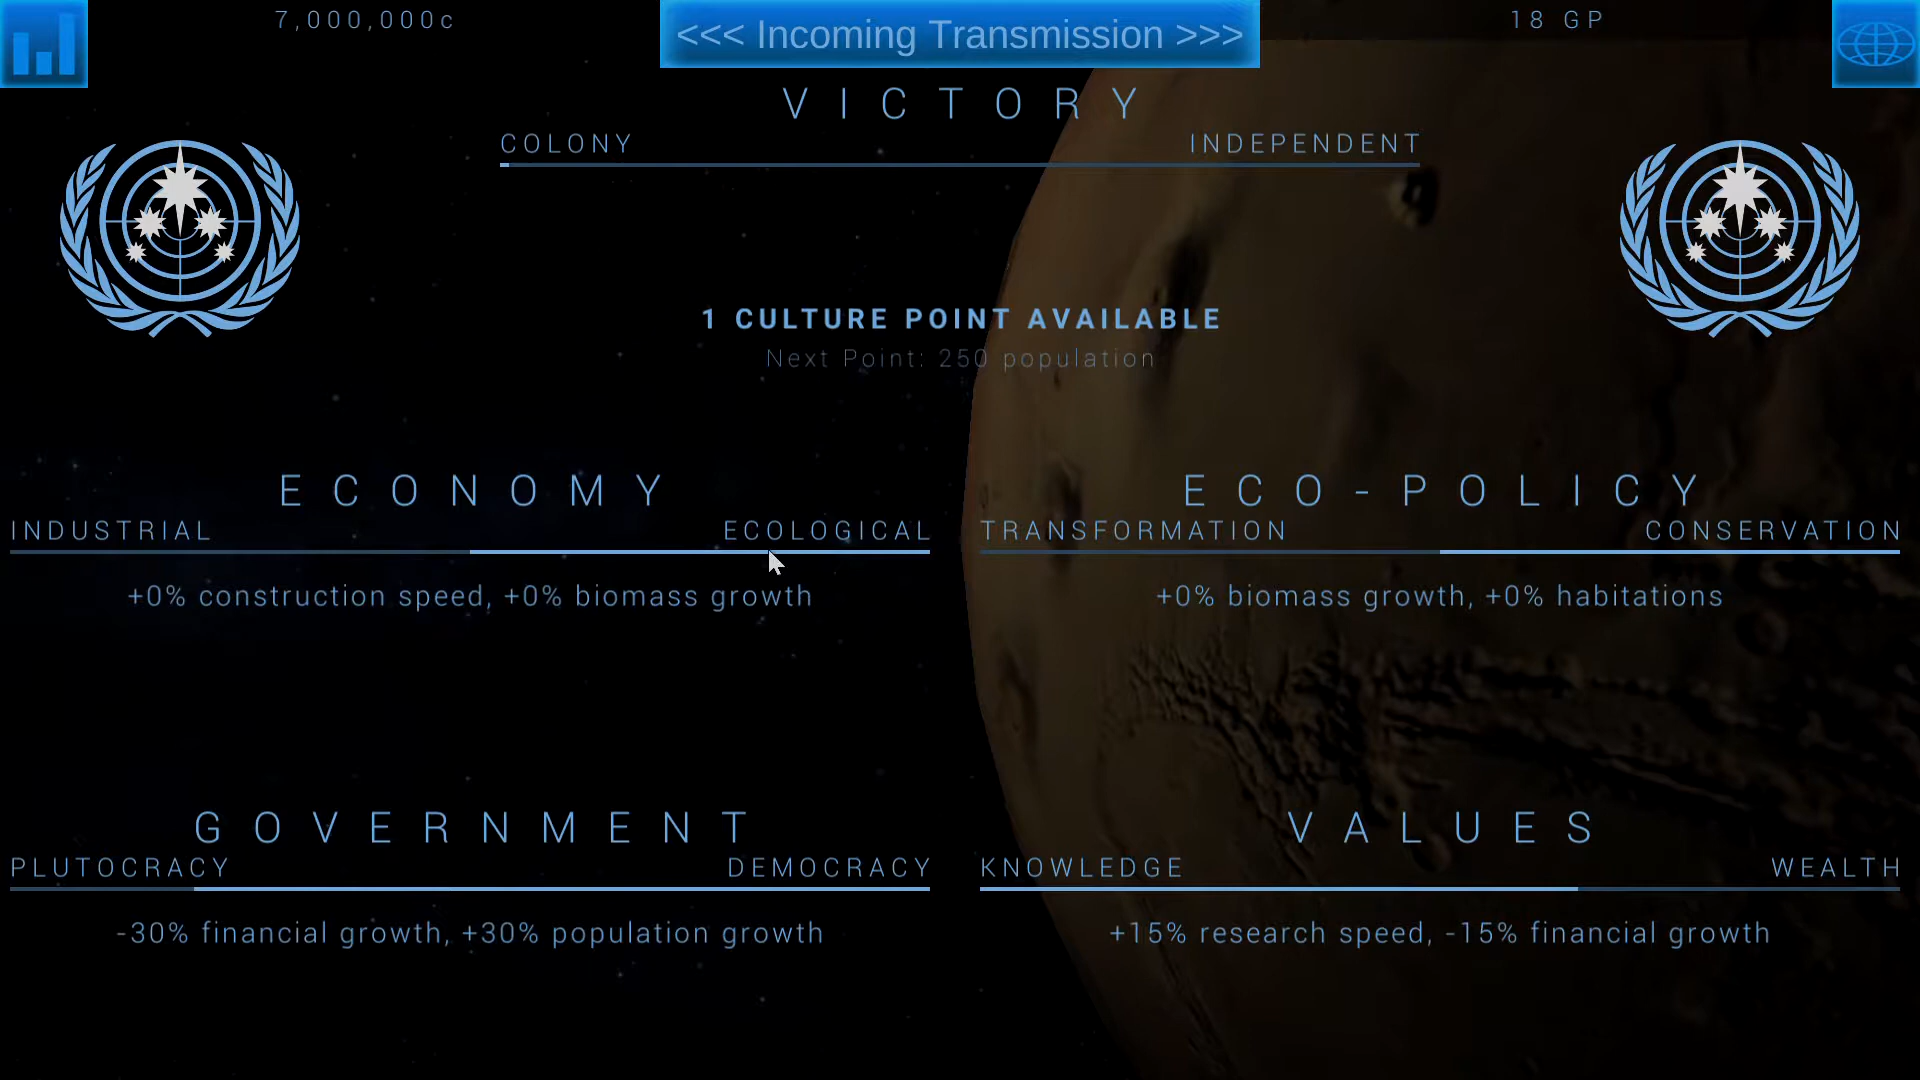 7,000,000c
<<< Incoming Transmission >>>
18 GP
VICTORY
COLONY
INDEPENDENT
1 CULTURE POINT AVAILABLE
Next Point: 250 population
ECONOMY
INDUSTRIAL
ECOLOGICAL
+0% construction speed, +0% biomass growth
ECO-POLICY
TRANSFORMATION
CONSERVATION
+0% biomass growth, +0% habitations
GOVERNMENT
PLUTOCRACY
DEMOCRACY
-30% financial growth, +30% population growth
VALUES
KNOWLEDGE
WEALTH
+15% research speed, -15% financial growth